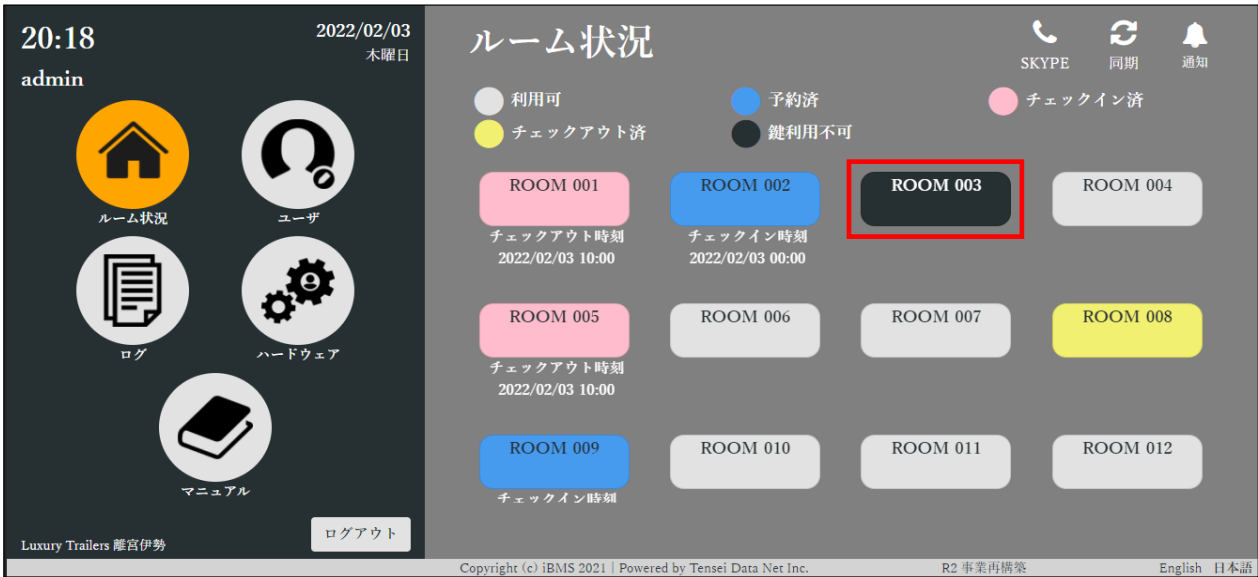 20:18
2022/02/03
木曜日
admin
ルーム状況
ユーザ
ログ
ハードウェア
マニュアル
Luxury Trailers 離宮伊勢
ログアウト
ルーム状況
SKYPE
同期
通知
利用可
予約済
チェックイン済
チェックアウト済
鍵利用不可
ROOM 001
ROOM 002
ROOM 003
ROOM 004
チェックアウト時刻
2022/02/03 10:00
チェックイン時刻
2022/02/03 00:00
ROOM 005
ROOM 006
ROOM 007
ROOM 008
チェックアウト時刻
2022/02/03 10:00
ROOM 009
ROOM 010
ROOM 011
ROOM 012
チェックイン時刻
Copyright (c) iBMS 2021 | Powered by Tensei Data Net Inc.
R2 事業再構築
English 日本語